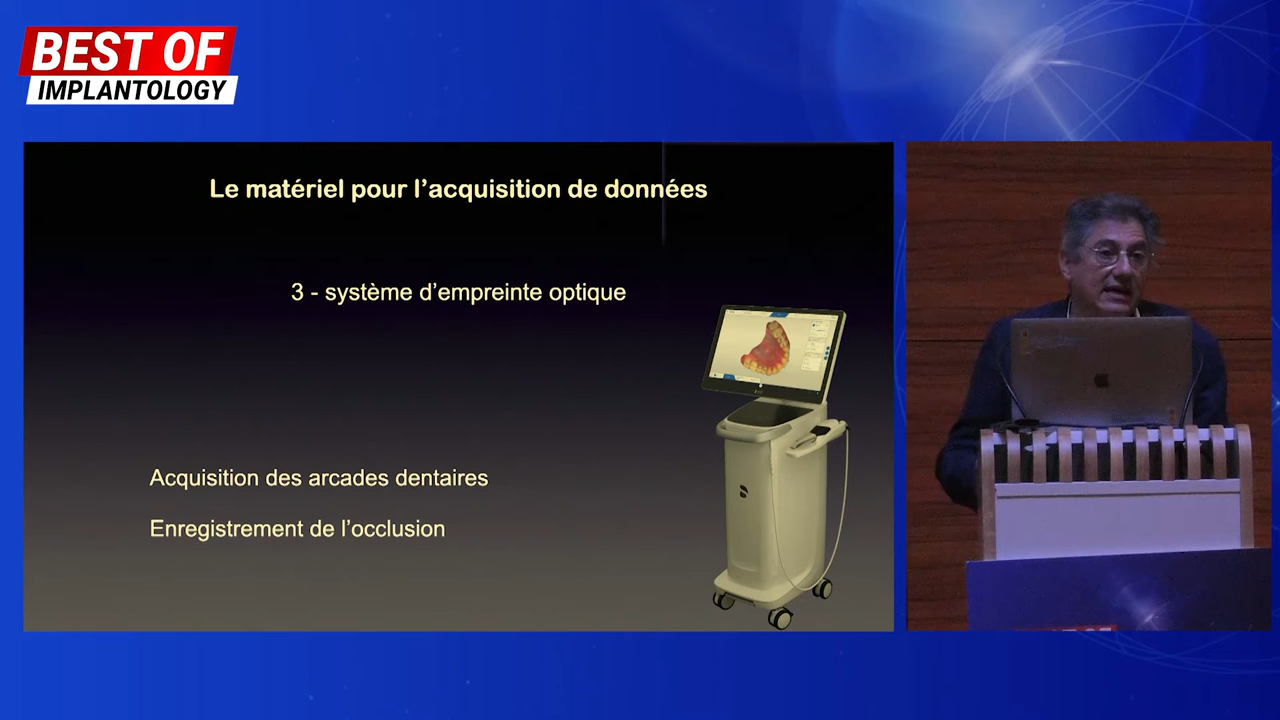 BEST OF
IMPLANTOLOGY
Le matériel pour l’acquisition de données
3 - système d’empreinte optique
Acquisition des arcades dentaires
Enregistrement de l’occlusion